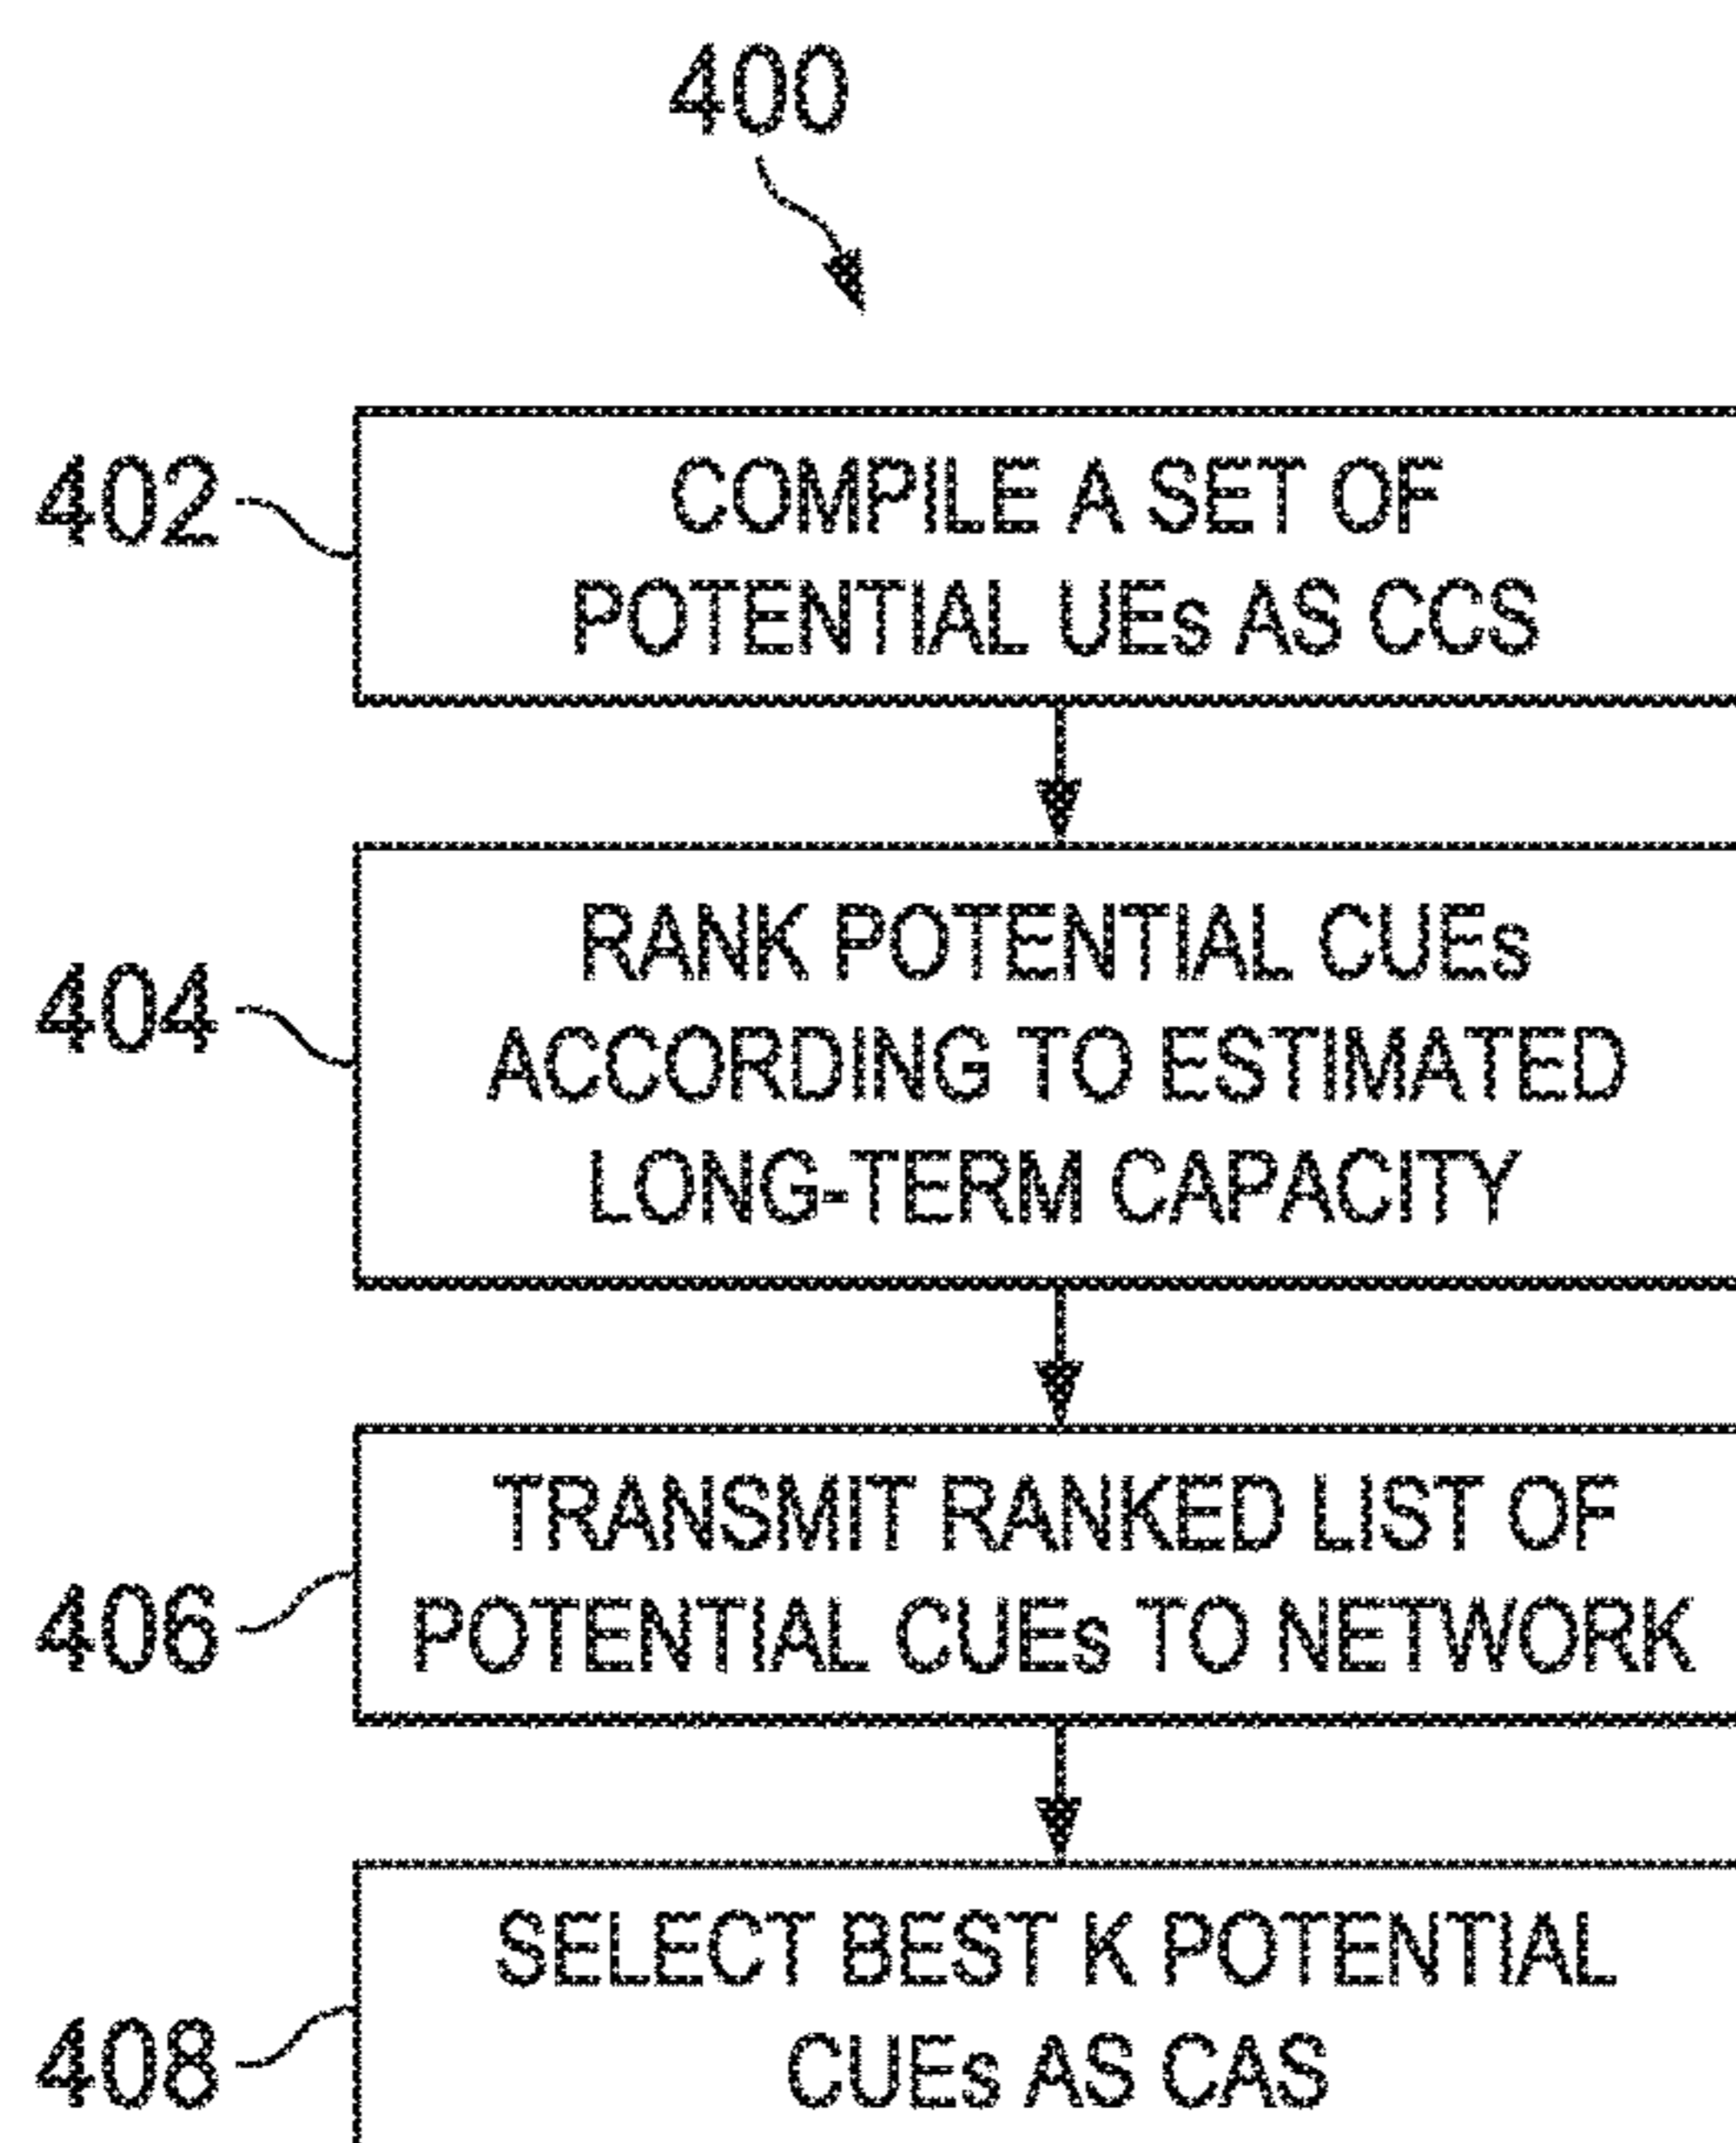 400
402
COMPILE A SET OF
POTENTIAL UEs AS CCS
404
RANK POTENTIAL CUEs
ACCORDING TO ESTIMATED
LONG-TERM CAPACITY
406
TRANSMIT RANKED LIST OF
POTENTIAL CUEs TO NETWORK
408
SELECT BEST K POTENTIAL
CUEs AS CAS